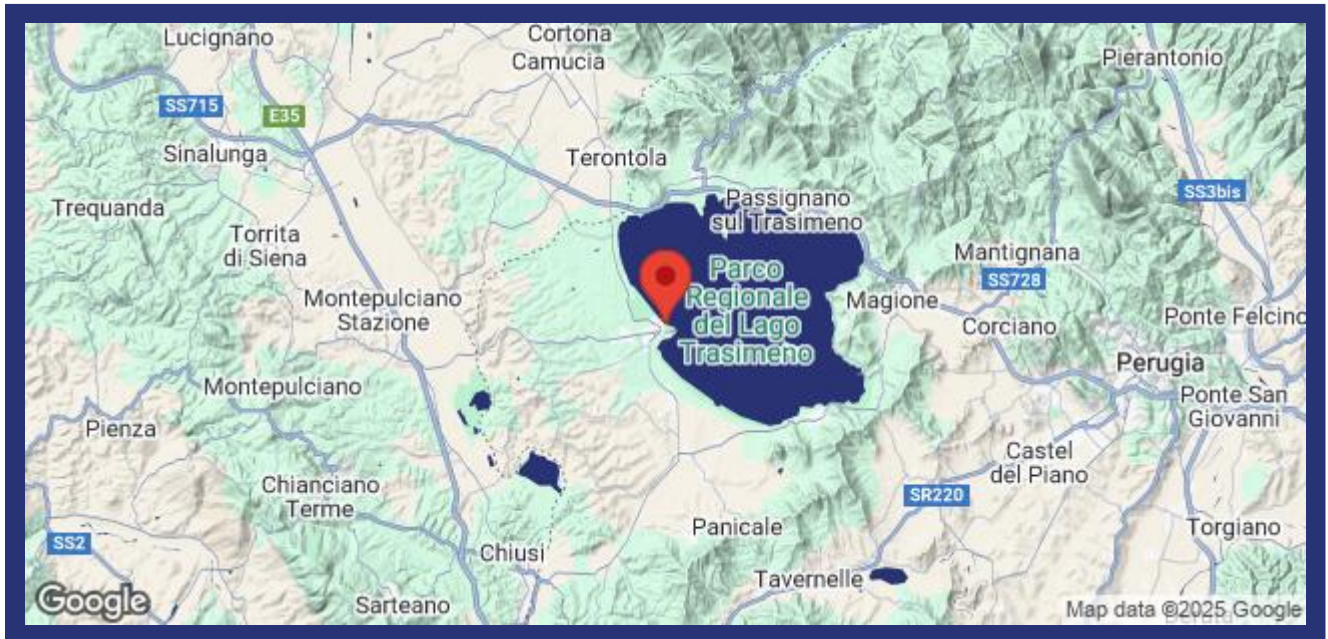 Lucignano
Cortona
Camucia
Pierantonio
SS715
E35
Sinalunga
Terontola
SS3bis
Trequanda
Passignano
sul Trasimeno
Torrita
di Siena
Mantignana
SS728
Parco
Regionale
del Lago
Trasimeno
Montepulciano
Stazione
Magione
Corciano
Ponte Felcino
Perugia
Montepulciano
Ponte San
Giovanni
Pienza
Castel
del Piano
Chianciano
Terme
SR220
Panicale
Torgiano
SS2
Chiusi
Tavernelle
Sarteano
Google
Map data ©2025 Google